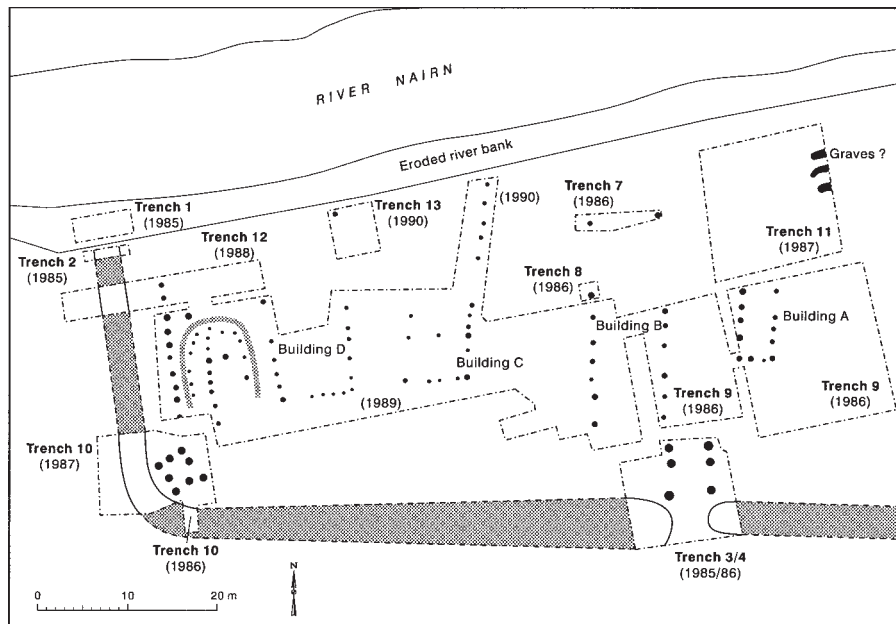 RIVER NAIRN
Eroded river bank
Graves ?
Trench 1
(1985)
Trench 13
(1990)
(1990)
Trench 7
(1986)
Trench 11
(1987)
Trench 2
(1985)
Trench 12
(1988)
Trench 8
(1986)
Building B
Building A
Building D
Building C
(1989)
Trench 9
(1986)
Trench 9
(1986)
Trench 10
(1987)
Trench 10
(1986)
Trench 3/4
(1985/86)
N
0 10 20 m